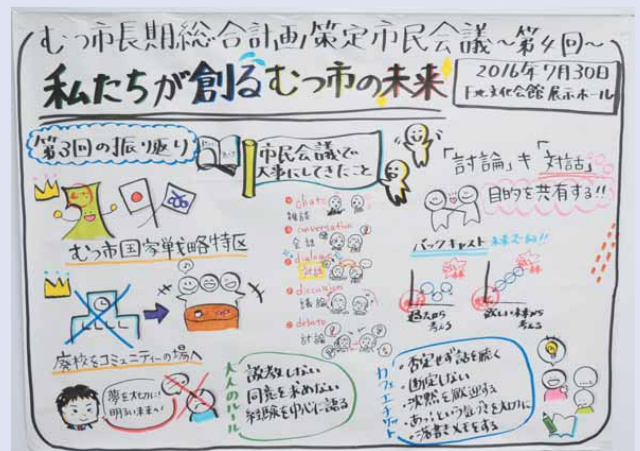 むつ市長期総合計画策定市民会議～第4回～
私たちが創るむつ市の未来
2016年7月30日
下北文化会館 展示ホール
第3回の振り返り
市民会議で
大事にしてきたこと
「討論」も「対話」
目的を共有する!!
むつ市国家戦略特区
chat
雑談
conversation
会話
dialogue
対話
discussion
議論
debate
討論
バックキャスト
過去から
考える
欲しい未来から
考える
廃校をコミュニティーの場へ
夢を大切に!
明るい未来へ!
大人のルール
説教しない
同意を求めない
経験を中心に語る
カフェエチケット
・否定せず話を聴く
・断定しない
・沈黙を歓迎する
・あっという気づきを大切に
・落書きメモをする